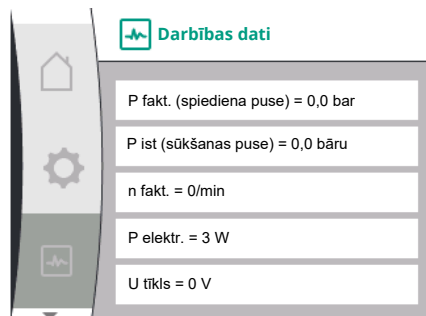 Darbības dati
P fakt. (spiediena puse) = 0,0 bar
P ist (sūkšanas puse) = 0,0 bāru
n fakt. = 0/min
P elektr. = 3 W
U tīkls = 0 V